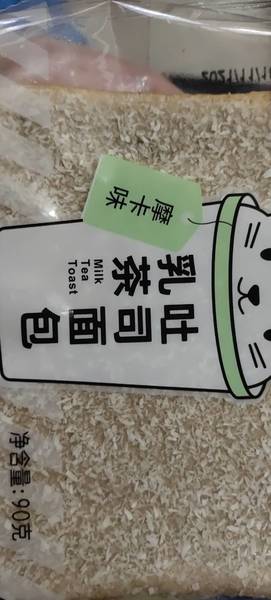 摩卡味
乳茶
吐司面包
Milk
Tea
Toast
净含量:90克